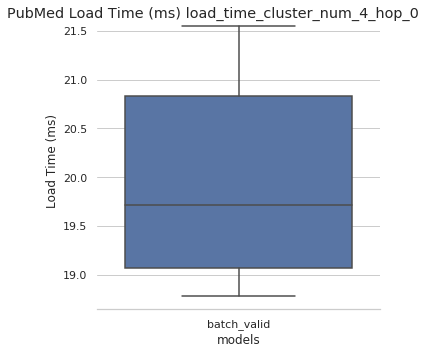 PubMed Load Time (ms) load_time_cluster_num_4_hop_0
21.5
21.0
20.5
20.0
19.5
19.0
Load Time (ms)
batch_valid
models